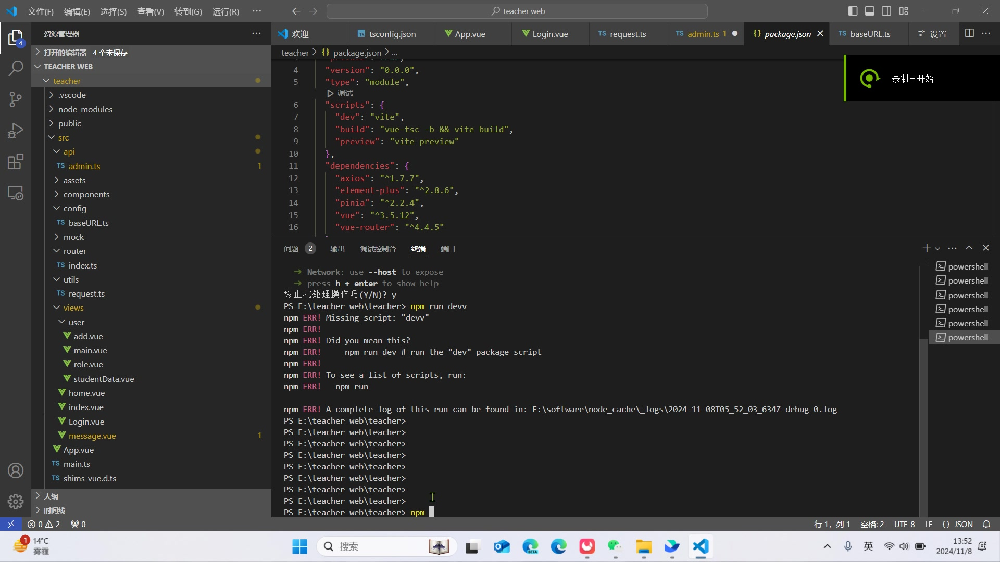 文件(F) 编辑(E) 选择(S) 查看(V) 转到(G) 运行(R) ··· teacher web
资源管理器 ···
欢迎 TS tsconfig.json App.vue Login.vue TS request.ts TS admin.ts 1 {} package.json TS baseURL.ts 设置 ···
打开的编辑器 4个未保存
TEACHER WEB
teacher
.vscode
node_modules
public
src
api
TS admin.ts 1
assets
components
config
TS baseURL.ts
mock
router
TS index.ts
utils
TS request.ts
views
user
add.vue
main.vue
role.vue
studentData.vue
home.vue
index.vue
Login.vue
message.vue 1
App.vue
TS main.ts
TS shims-vue.d.ts
大纲
时间线
4
teacher > {} package.json > ...
3 "private": true,
4 "version": "0.0.0",
5 "type": "module",
调试
6 "scripts": {
7 "dev": "vite",
8 "build": "vue-tsc -b && vite build",
9 "preview": "vite preview"
10 },
11 "dependencies": {
12 "axios": "^1.7.7",
13 "element-plus": "^2.8.6",
14 "pinia": "^2.2.4",
15 "vue": "^3.5.12",
16 "vue-router": "^4.4.5"
录制已开始
问题 2 输出 调试控制台 终端 端口
→ Network: use --host to expose
→ press h + enter to show help
终止批处理操作吗(Y/N)? y
PS E:\teacher web\teacher> npm run devv
npm ERR! Missing script: "devv"
npm ERR!
npm ERR! Did you mean this?
npm ERR! npm run dev # run the "dev" package script
npm ERR!
npm ERR! To see a list of scripts, run:
npm ERR! npm run
npm ERR! A complete log of this run can be found in: E:\software\node_cache\_logs\2024-11-08T05_52_03_634Z-debug-0.log
PS E:\teacher web\teacher>
PS E:\teacher web\teacher>
PS E:\teacher web\teacher>
PS E:\teacher web\teacher>
PS E:\teacher web\teacher>
PS E:\teacher web\teacher>
PS E:\teacher web\teacher>
PS E:\teacher web\teacher>
PS E:\teacher web\teacher> npm
powershell
powershell
powershell
powershell
powershell
powershell
0 2 0 行 1，列 1 空格: 2 UTF-8 LF {} JSON
1 14°C
雾霾
搜索
BETA
英
13:52
2024/11/8